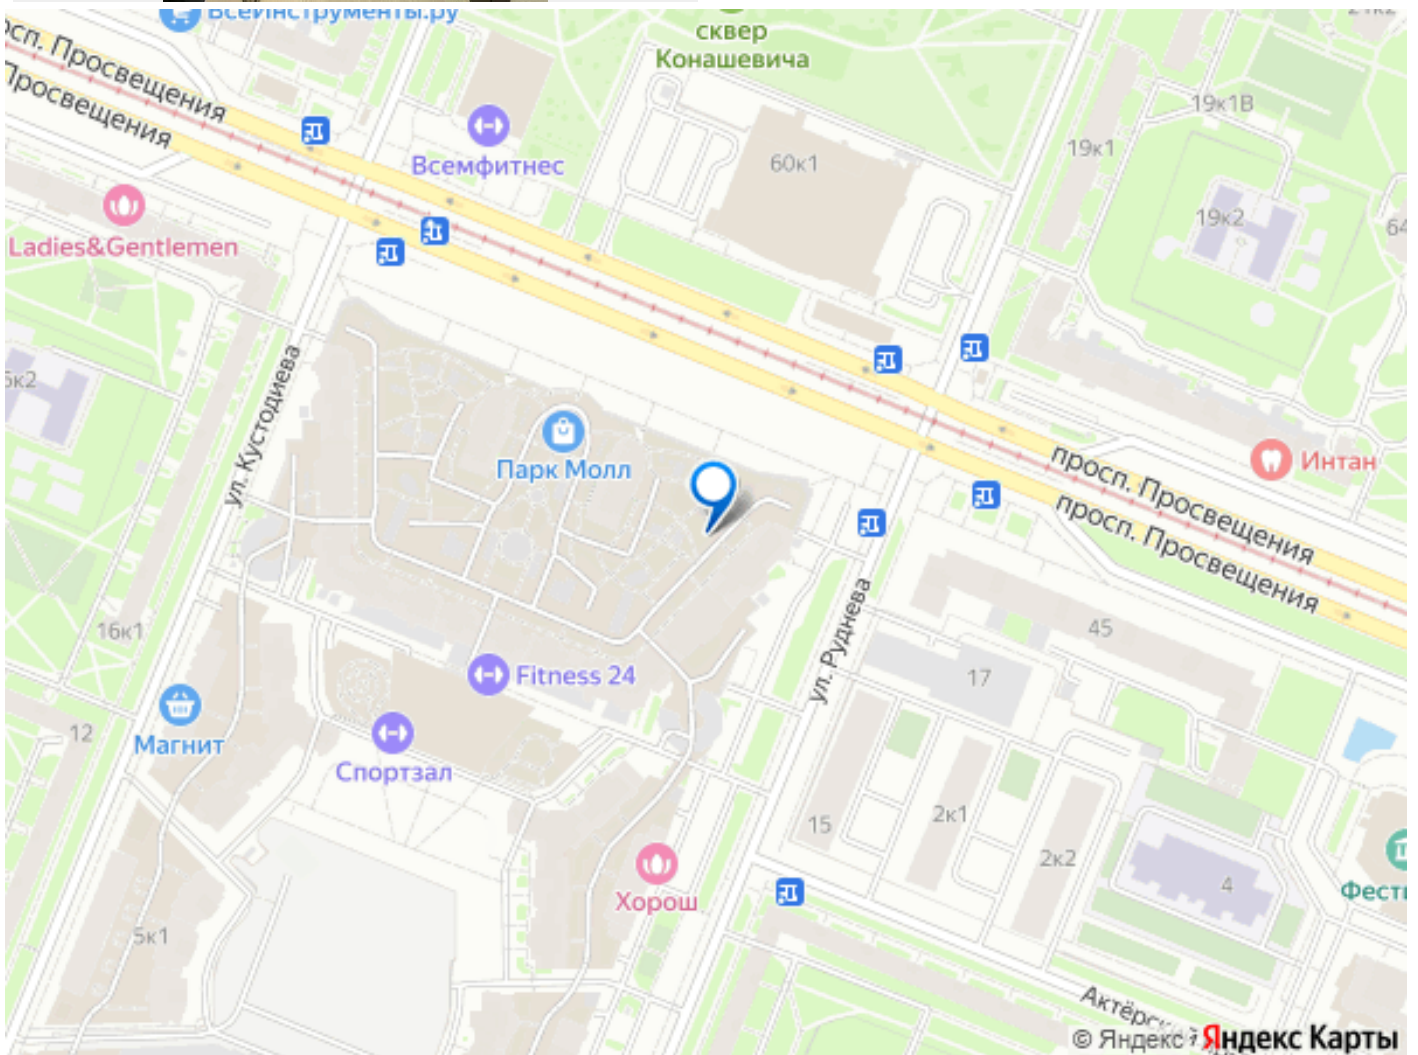 ВсеИнструменты.ру
сквер
Конашевича
просп. Просвещения
просп. Просвещения
19к1В
19к1
60к1
Всемфитнес
19к2
Ladies&Gentlemen
ул. Кустодиева
Парк Молл
Интан
просп. Просвещения
просп. Просвещения
ул. Руднева
45
17
16к1
Fitness 24
12
Магнит
Спортзал
15
2к1
2к2
4
Хорош
5к1
© Яндекс Яндекс Карты